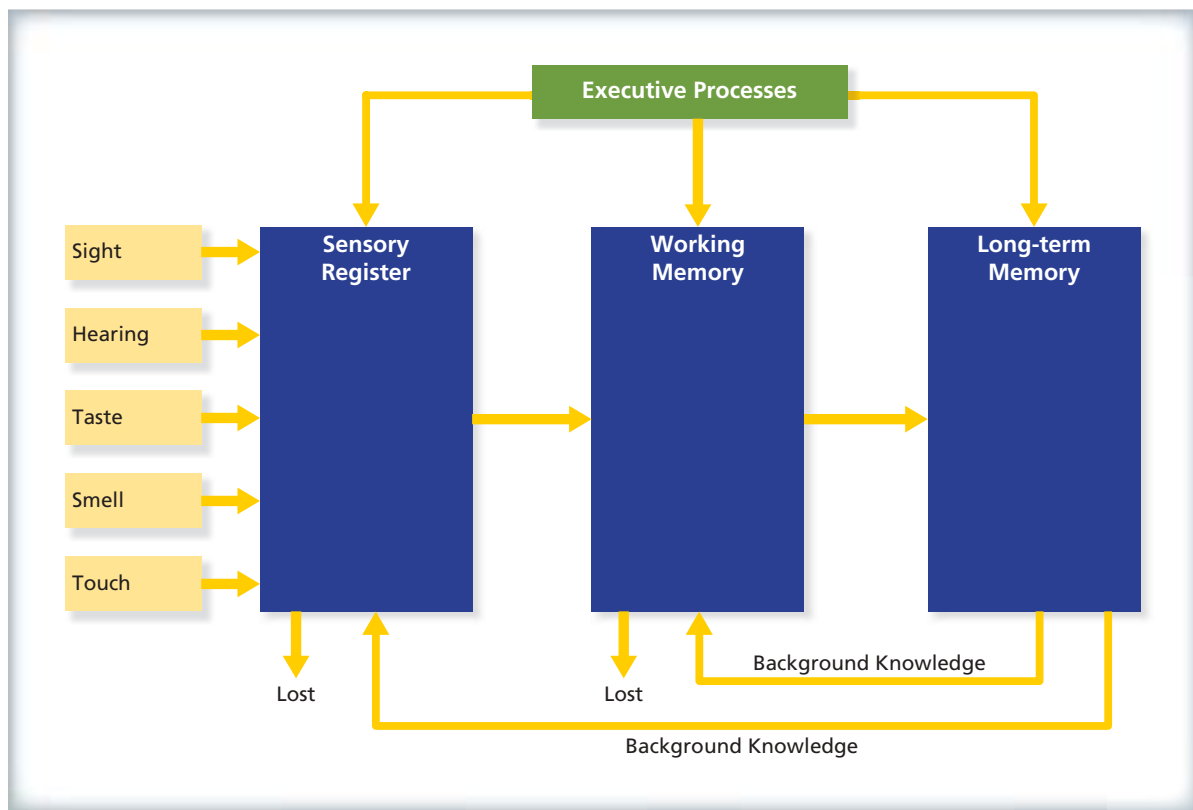 Executive Processes
Sight
Hearing
Taste
Smell
Touch
Sensory
Register
Working
Memory
Long-term
Memory
Lost
Lost
Background Knowledge
Background Knowledge